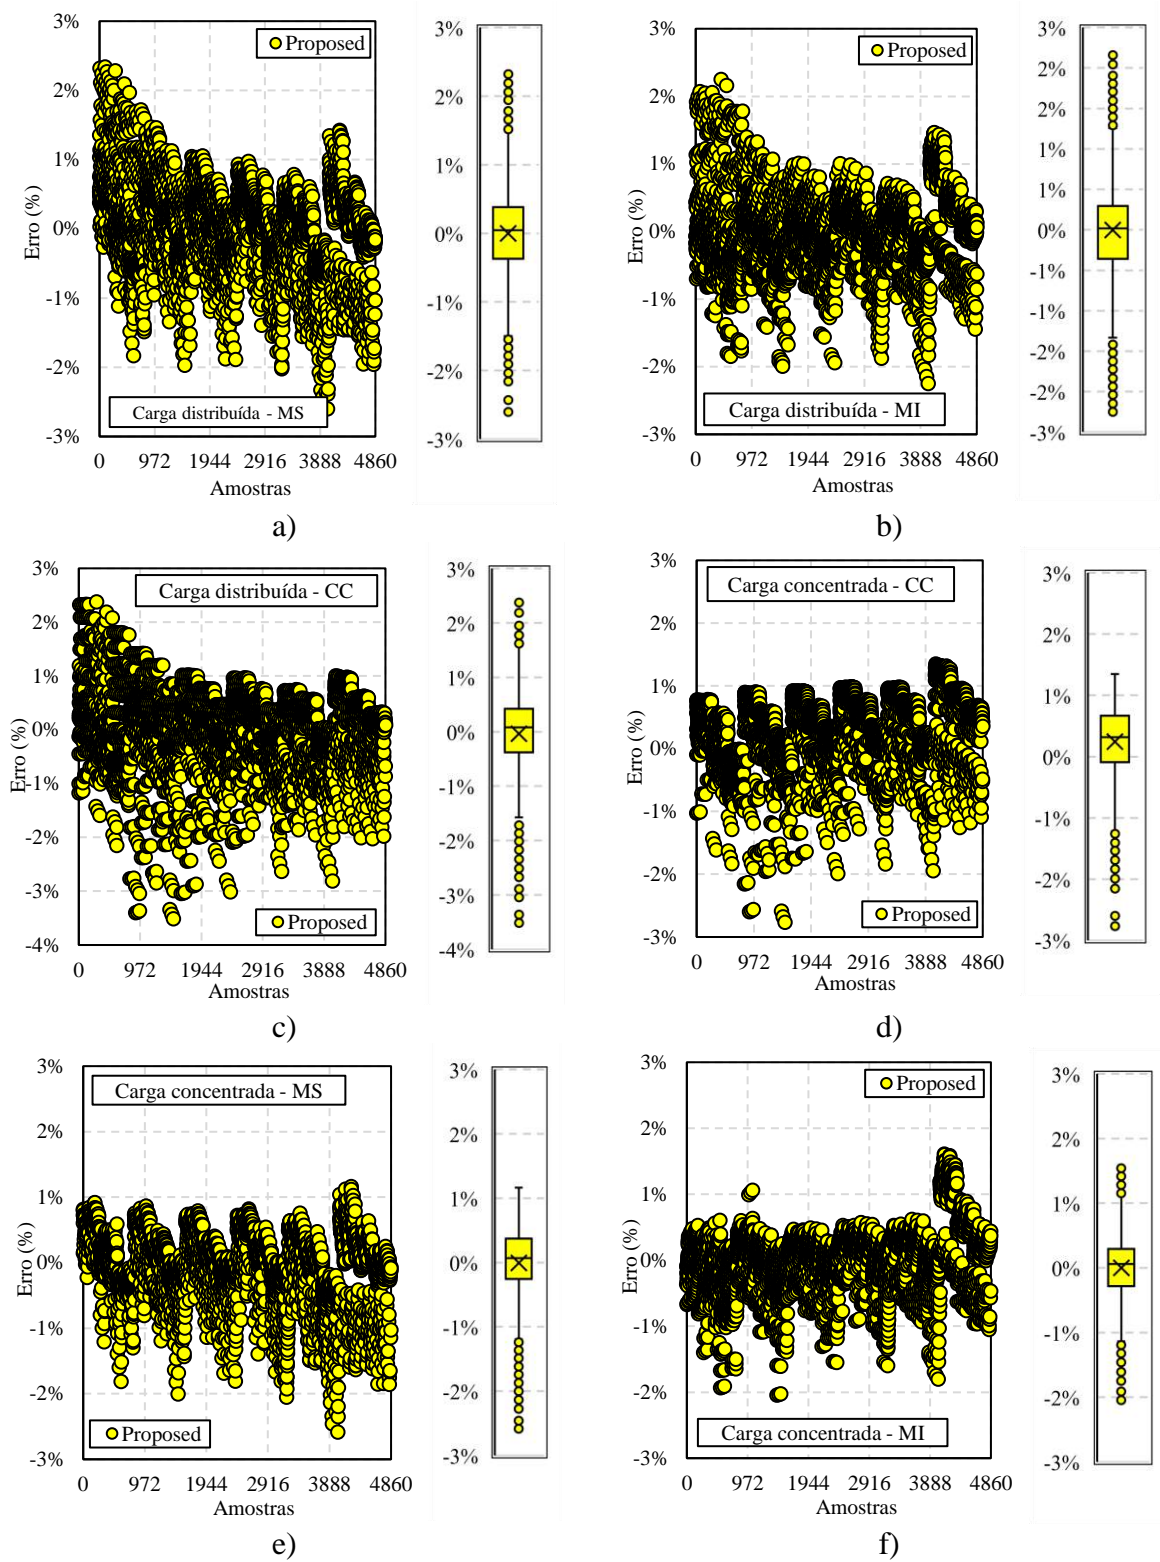 3%
2%
1%
0%
-1%
-2%
-3%
Erro (%)
Proposed
Carga distribuída - MS
0 972 1944 2916 3888 4860
Amostras
3%
2%
1%
0%
-1%
-2%
-3%
a)
3%
2%
1%
0%
-1%
-2%
-3%
Erro (%)
Proposed
Carga distribuída - MI
0 972 1944 2916 3888 4860
Amostras
3%
2%
2%
1%
1%
0%
-1%
-1%
-2%
-2%
-3%
b)
3%
2%
1%
0%
-1%
-2%
-3%
-4%
Erro (%)
Carga distribuída - CC
Proposed
0 972 1944 2916 3888 4860
Amostras
3%
2%
1%
0%
-1%
-2%
-3%
-4%
c)
3%
2%
1%
0%
-1%
-2%
-3%
Erro (%)
Carga concentrada - CC
Proposed
0 972 1944 2916 3888 4860
Amostras
3%
2%
1%
0%
-1%
-2%
-3%
d)
3%
2%
1%
0%
-1%
-2%
-3%
Erro (%)
Carga concentrada - MS
Proposed
0 972 1944 2916 3888 4860
Amostras
3%
2%
1%
0%
-1%
-2%
-3%
e)
3%
2%
1%
0%
-1%
-2%
-3%
Erro (%)
Proposed
Carga concentrada - MI
0 972 1944 2916 3888 4860
Amostras
3%
2%
1%
0%
-1%
-2%
-3%
f)